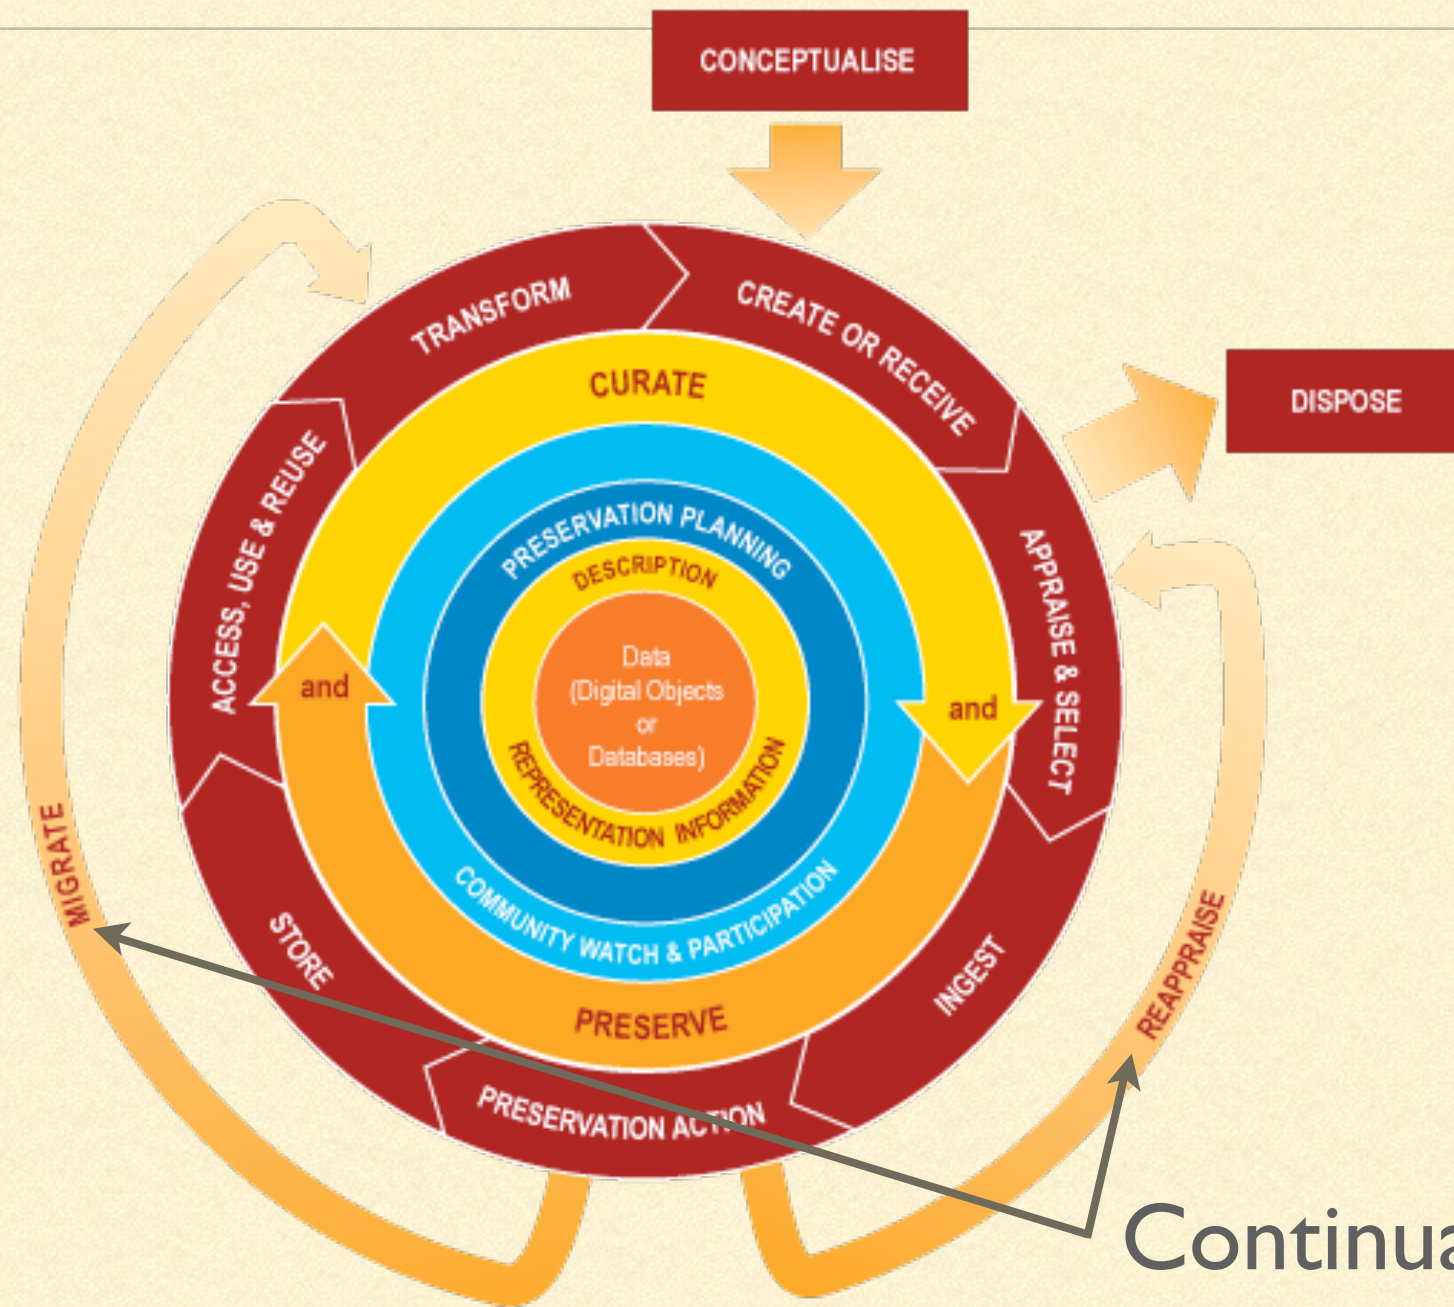 CONCEPTUALISE
TRANSFORM
CREATE OR RECEIVE
CURATE
DISPOSE
ACCESS, USE & REUSE
PRESERVATION PLANNING
DESCRIPTION
APPRAISE & SELECT
Data
(Digital Objects
or
Databases)
and
and
REPRESENTATION INFORMATION
COMMUNITY WATCH & PARTICIPATION
MIGRATE
STORE
PRESERVE
INGEST
REAPPRAISE
PRESERVATION ACTION